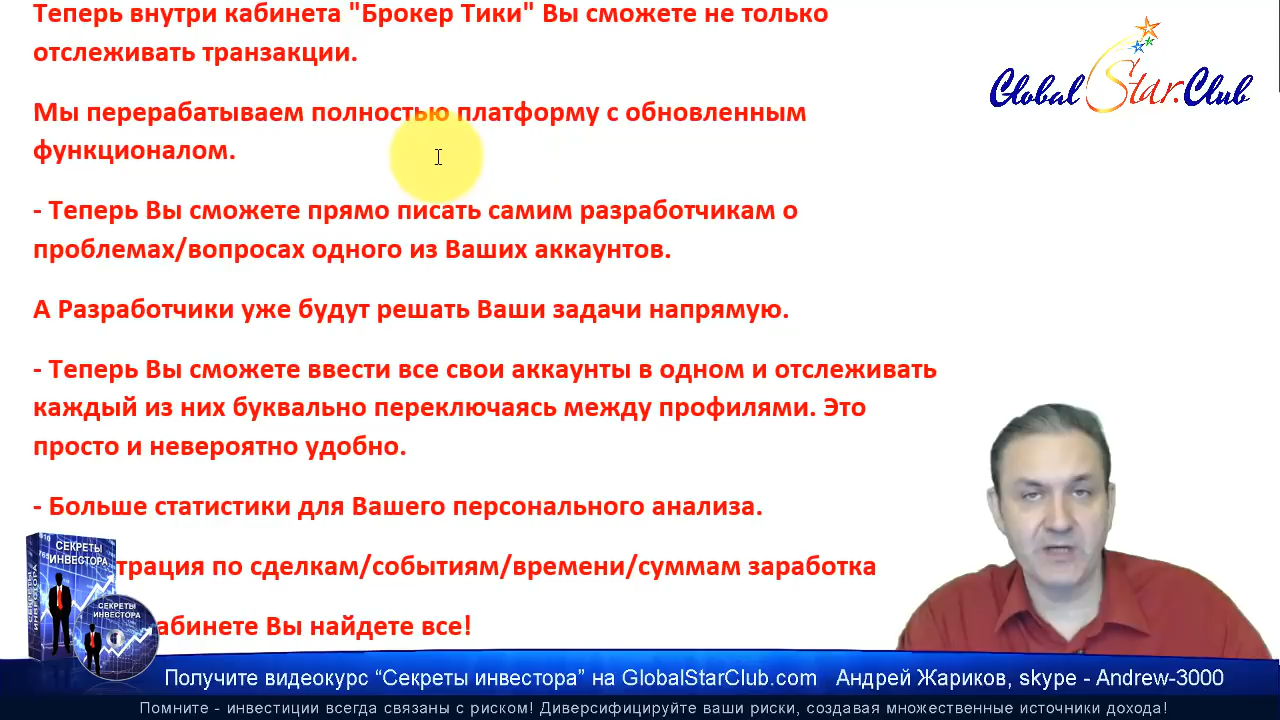 Теперь внутри кабинета "Брокер Тики" Вы сможете не только
отслеживать транзакции.
Мы перерабатываем полностью платформу с обновленным
функционалом.
- Теперь Вы сможете прямо писать самим разработчикам о
проблемах/вопросах одного из Ваших аккаунтов.
А Разработчики уже будут решать Ваши задачи напрямую.
- Теперь Вы сможете ввести все свои аккаунты в одном и отслеживать
каждый из них буквально переключаясь между профилями. Это
просто и невероятно удобно.
- Больше статистики для Вашего персонального анализа.
трация по сделкам/событиям/времени/суммам заработка
абинете Вы найдете все!
Global Star.Club
СЕКРЕТЫ
ИНВЕСТОРА
СЕКРЕТЫ
ИНВЕСТОРА
СЕКРЕТЫ
ИНВЕСТОРА
Получите видеокурс “Секреты инвестора” на GlobalStarClub.com Андрей Жариков, skype - Andrew-3000
Помните - инвестиции всегда связаны с риском! Диверсифицируйте ваши риски, создавая множественные источники дохода!